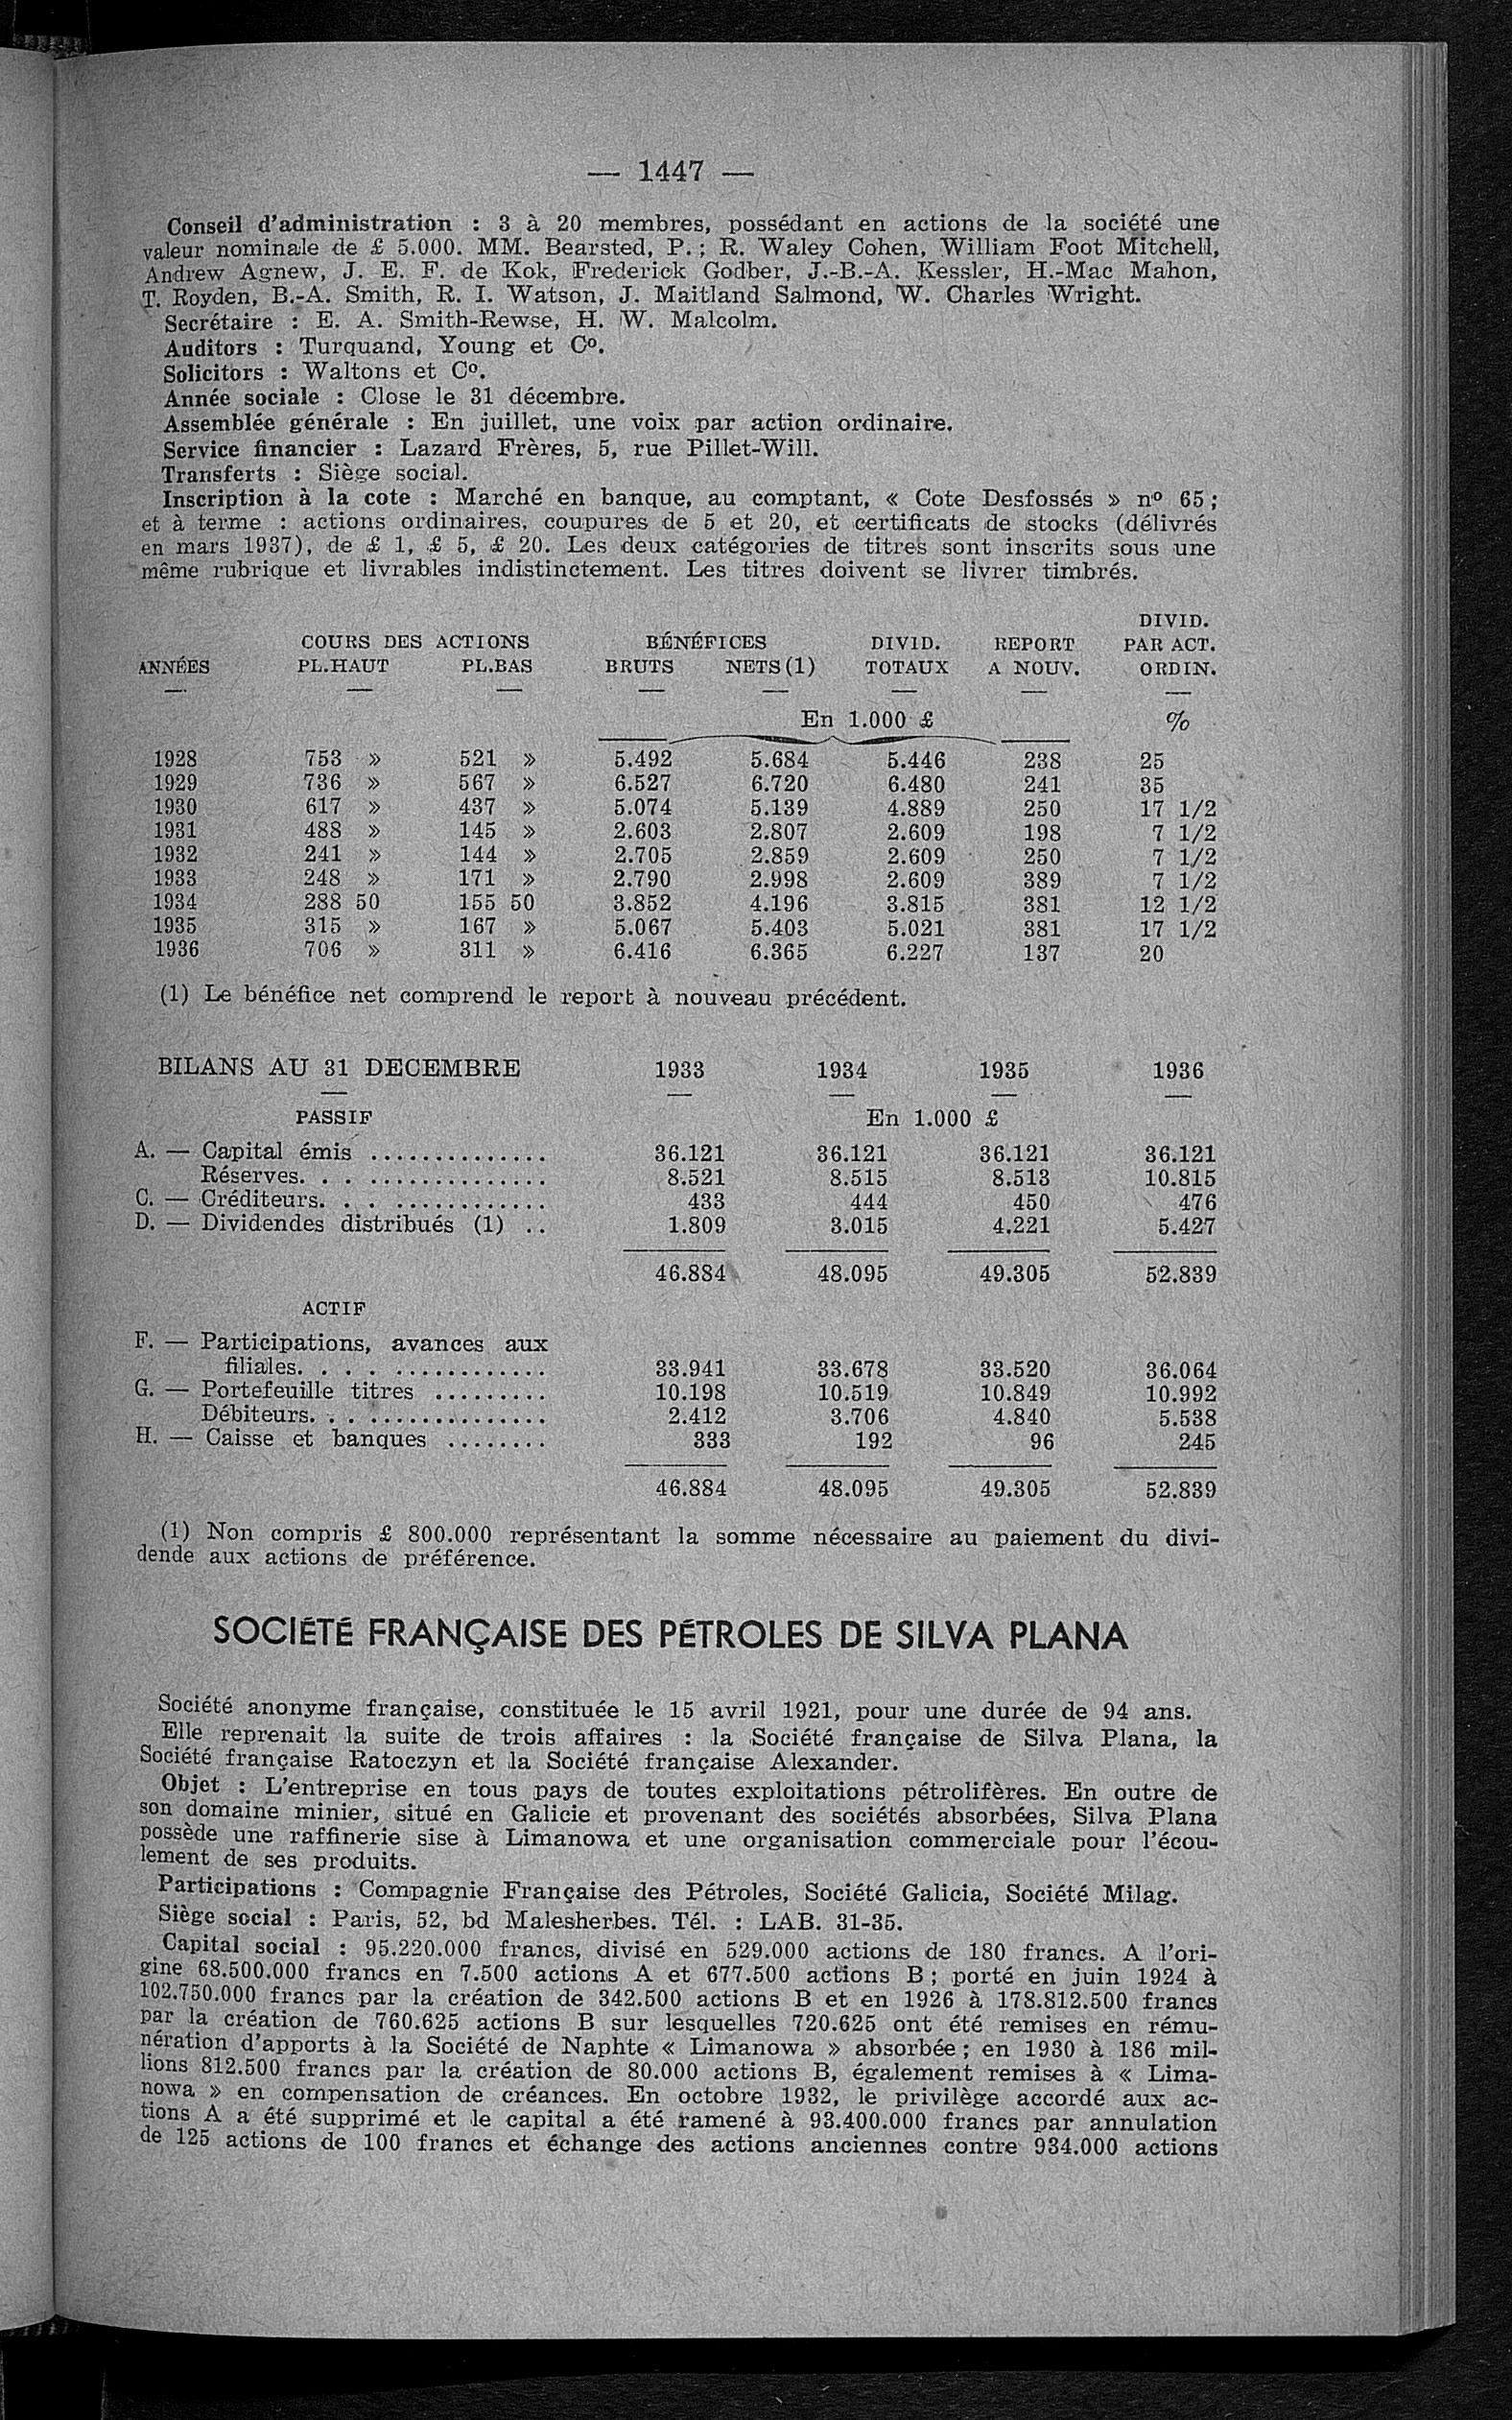 — 1447 —
Conseil d'administration : 3 à 20 membres, possédant en actions de la société une
valeur nominale de £ 5.000. MM. Bearsted, P. ; R. Waley Cohen, William Foot Mitchell,
Andrew Agnew, J. E. F. de Kok, Frederick Godber, J.-B.-A. Kessler, H.-Mac Mahon,
T. Royden, B.-A. Smith, R. I. Watson, J. Maitland Salmond, W. Charles Wright.
Secrétaire : E. A. Smith-Rewse, H. W. Malcolm.
Auditors : Turquand, Young et Cº.
Solicitors : Waltons et Cº.
Année sociale : Close le 31 décembre.
Assemblée générale : En juillet, une voix par action ordinaire.
Service financier : Lazard Frères, 5, rue Pillet-Will.
Transferts : Siège social.
Inscription à la cote : Marché en banque, au comptant, « Cote Desfossés » nº 65 ;
et à terme : actions ordinaires, coupures de 5 et 20, et certificats de stocks (délivrés
en mars 1937), de £ 1, £ 5, £ 20. Les deux catégories de titres sont inscrits sous une
même rubrique et livrables indistinctement. Les titres doivent se livrer timbrés.
DIVID.
COURS DES ACTIONS BÉNÉFICES DIVID. REPORT PAR ACT.
ANNÉES PL.HAUT PL.BAS BRUTS NETS (1) TOTAUX A NOUV. ORDIN.
— — — — — — — —
En 1.000 £ %
1928 753 » 521 » 5.492 5.684 5.446 238 25
1929 736 » 567 » 6.527 6.720 6.480 241 35
1930 617 » 437 » 5.074 5.139 4.889 250 17 1/2
1931 488 » 145 » 2.603 2.807 2.609 198 7 1/2
1932 241 » 144 » 2.705 2.859 2.609 250 7 1/2
1933 248 » 171 » 2.790 2.998 2.609 389 7 1/2
1934 288 50 155 50 3.852 4.196 3.815 381 12 1/2
1935 315 » 167 » 5.067 5.403 5.021 381 17 1/2
1936 706 » 311 » 6.416 6.365 6.227 137 20
(1) Le bénéfice net comprend le report à nouveau précédent.
BILANS AU 31 DECEMBRE 1933 1934 1935 1936
— — — — —
PASSIF En 1.000 £
A. — Capital émis .............. 36.121 36.121 36.121 36.121
Réserves. . . .............. 8.521 8.515 8.513 10.815
C. — Créditeurs. . . ............ 433 444 450 476
D. — Dividendes distribués (1) .. 1.809 3.015 4.221 5.427
46.884 48.095 49.305 52.839
ACTIF
F. — Participations, avances aux
filiales. . . . ............ 33.941 33.678 33.520 36.064
G. — Portefeuille titres ......... 10.198 10.519 10.849 10.992
Débiteurs. . . .............. 2.412 3.706 4.840 5.538
H. — Caisse et banques ........ 333 192 96 245
46.884 48.095 49.305 52.839
(1) Non compris £ 800.000 représentant la somme nécessaire au paiement du divi-
dende aux actions de préférence.
SOCIÉTÉ FRANÇAISE DES PÉTROLES DE SILVA PLANA
Société anonyme française, constituée le 15 avril 1921, pour une durée de 94 ans.
Elle reprenait la suite de trois affaires : la Société française de Silva Plana, la
Société française Ratoczyn et la Société française Alexander.
Objet : L'entreprise en tous pays de toutes exploitations pétrolifères. En outre de
son domaine minier, situé en Galicie et provenant des sociétés absorbées, Silva Plana
possède une raffinerie sise à Limanowa et une organisation commerciale pour l'écou-
lement de ses produits.
Participations : Compagnie Française des Pétroles, Société Galicia, Société Milag.
Siège social : Paris, 52, bd Malesherbes. Tél. : LAB. 31-35.
Capital social : 95.220.000 francs, divisé en 529.000 actions de 180 francs. A l'ori-
gine 68.500.000 francs en 7.500 actions A et 677.500 actions B ; porté en juin 1924 à
102.750.000 francs par la création de 342.500 actions B et en 1926 à 178.812.500 francs
par la création de 760.625 actions B sur lesquelles 720.625 ont été remises en rému-
nération d'apports à la Société de Naphte « Limanowa » absorbée ; en 1930 à 186 mil-
lions 812.500 francs par la création de 80.000 actions B, également remises à « Lima-
nowa » en compensation de créances. En octobre 1932, le privilège accordé aux ac-
tions A a été supprimé et le capital a été ramené à 93.400.000 francs par annulation
de 125 actions de 100 francs et échange des actions anciennes contre 934.000 actions